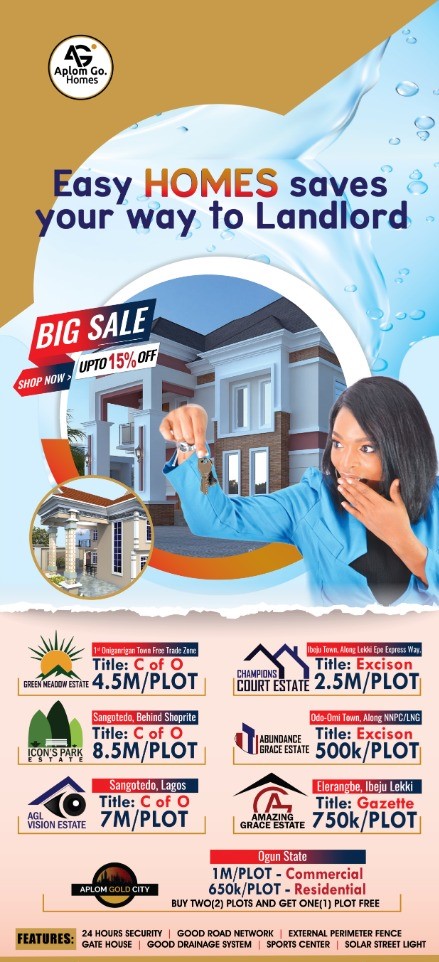 AG
Aplom Go.
Homes
Easy HOMES saves
your way to Landlord
BIG SALE
UPTO 15% OFF
SHOP NOW >
GREEN MEADOW ESTATE
1st Onigunrigan Town Free Trade Zone
Title: C of O
4.5M/PLOT
CHAMPIONS
COURT ESTATE
Ibeju Town, Along Lekki Epe Express Way.
Title: Excison
2.5M/PLOT
ICON'S PARK
ESTATE
Sangotedo, Behind Shoprite
Title: C of O
8.5M/PLOT
ABUNDANCE
GRACE ESTATE
Odo-Omi Town, Along NNPC/LNG
Title: Excison
500k/PLOT
AGL
VISION ESTATE
Sangotedo, Lagos
Title: C of O
7M/PLOT
AMAZING
GRACE ESTATE
Elerangbe, Ibeju Lekki
Title: Gazette
750k/PLOT
APLOM GOLD CITY
Ogun State
1M/PLOT - Commercial
650k/PLOT - Residential
BUY TWO(2) PLOTS AND GET ONE(1) PLOT FREE
FEATURES:
24 HOURS SECURITY | GOOD ROAD NETWORK | EXTERNAL PERIMETER FENCE
GATE HOUSE | GOOD DRAINAGE SYSTEM | SPORTS CENTER | SOLAR STREET LIGHT